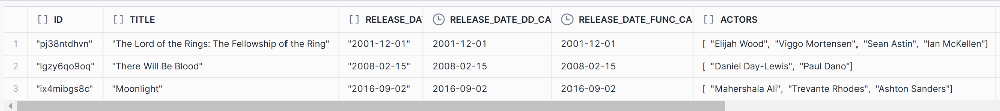 [ ] ID [ ] TITLE [ ] RELEASE_DA RELEASE_DATE_DD_CA RELEASE_DATE_FUNC_CA [ ] ACTORS
1 "pj38ntdhvn" "The Lord of the Rings: The Fellowship of the Ring" "2001-12-01" 2001-12-01 2001-12-01 [ "Elijah Wood", "Viggo Mortensen", "Sean Astin", "Ian McKellen"]
2 "lgzy6qo9oq" "There Will Be Blood" "2008-02-15" 2008-02-15 2008-02-15 [ "Daniel Day-Lewis", "Paul Dano"]
3 "ix4mibgs8c" "Moonlight" "2016-09-02" 2016-09-02 2016-09-02 [ "Mahershala Ali", "Trevante Rhodes", "Ashton Sanders"]